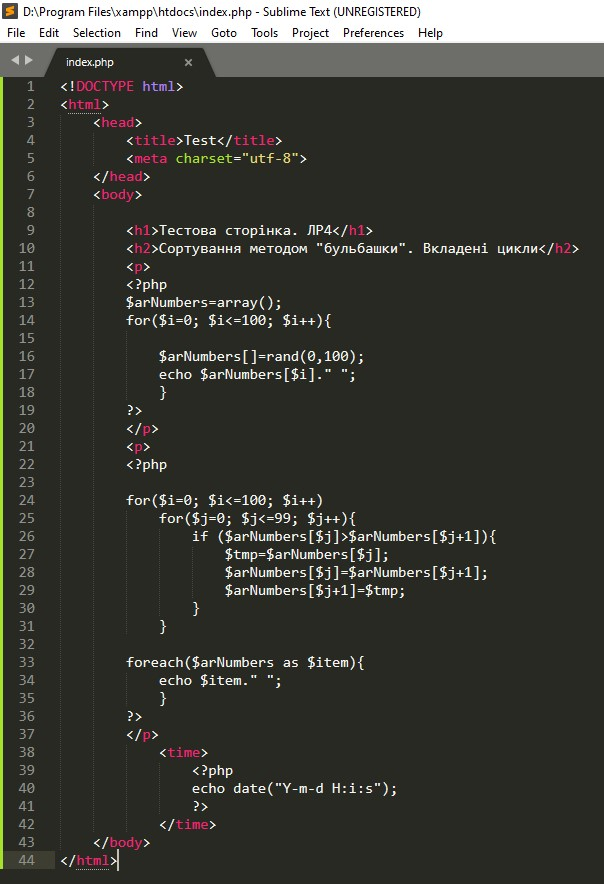 D:\Program Files\xampp\htdocs\index.php - Sublime Text (UNREGISTERED)
File Edit Selection Find View Goto Tools Project Preferences Help
index.php
1 <!DOCTYPE html>
2 <html>
3 <head>
4 <title>Test</title>
5 <meta charset="utf-8">
6 </head>
7 <body>
8
9 <h1>Тестова сторінка. ЛР4</h1>
10 <h2>Сортування методом "бульбашки". Вкладені цикли</h2>
11 <p>
12 <?php
13 $arNumbers=array();
14 for($i=0; $i<=100; $i++){
15
16 $arNumbers[]=rand(0,100);
17 echo $arNumbers[$i]." ";
18 }
19 ?>
20 </p>
21 <p>
22 <?php
23
24 for($i=0; $i<=100; $i++)
25 for($j=0; $j<=99; $j++){
26 if ($arNumbers[$j]>$arNumbers[$j+1]){
27 $tmp=$arNumbers[$j];
28 $arNumbers[$j]=$arNumbers[$j+1];
29 $arNumbers[$j+1]=$tmp;
30 }
31 }
32
33 foreach($arNumbers as $item){
34 echo $item." ";
35 }
36 ?>
37 </p>
38 <time>
39 <?php
40 echo date("Y-m-d H:i:s");
41 ?>
42 </time>
43 </body>
44 </html>